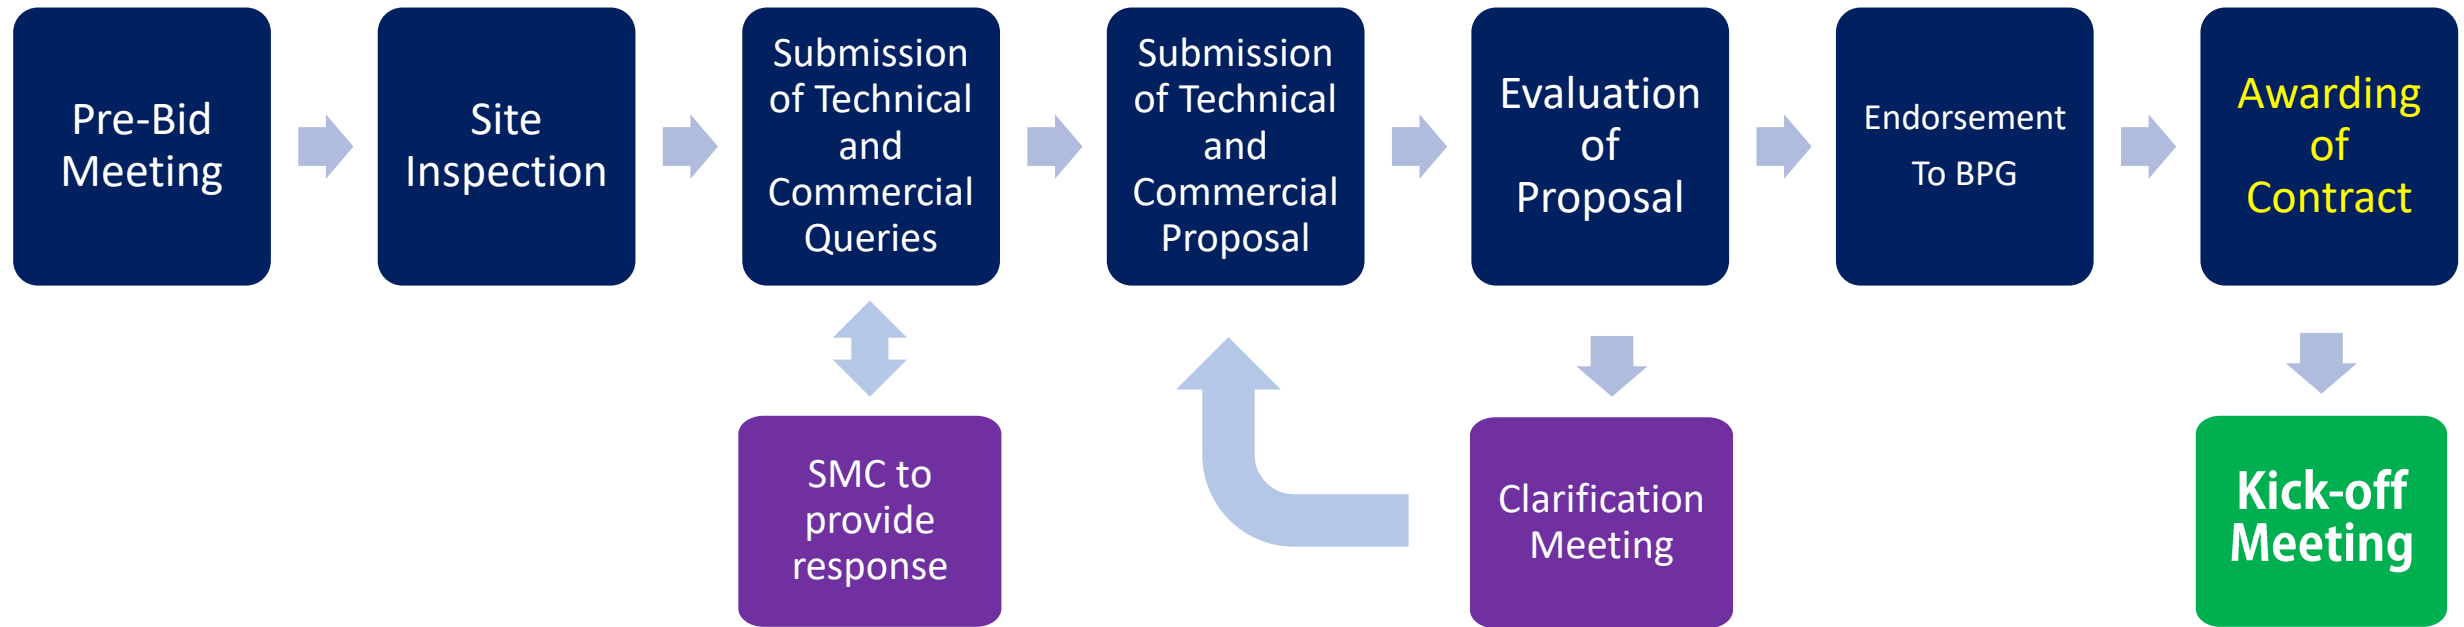 Pre-Bid
Meeting
Site
Inspection
Submission
of Technical
and
Commercial
Queries
Submission
of Technical
and
Commercial
Proposal
Evaluation
of
Proposal
Endorsement
To BPG
Awarding
of
Contract
SMC to
provide
response
Clarification
Meeting
Kick-off
Meeting